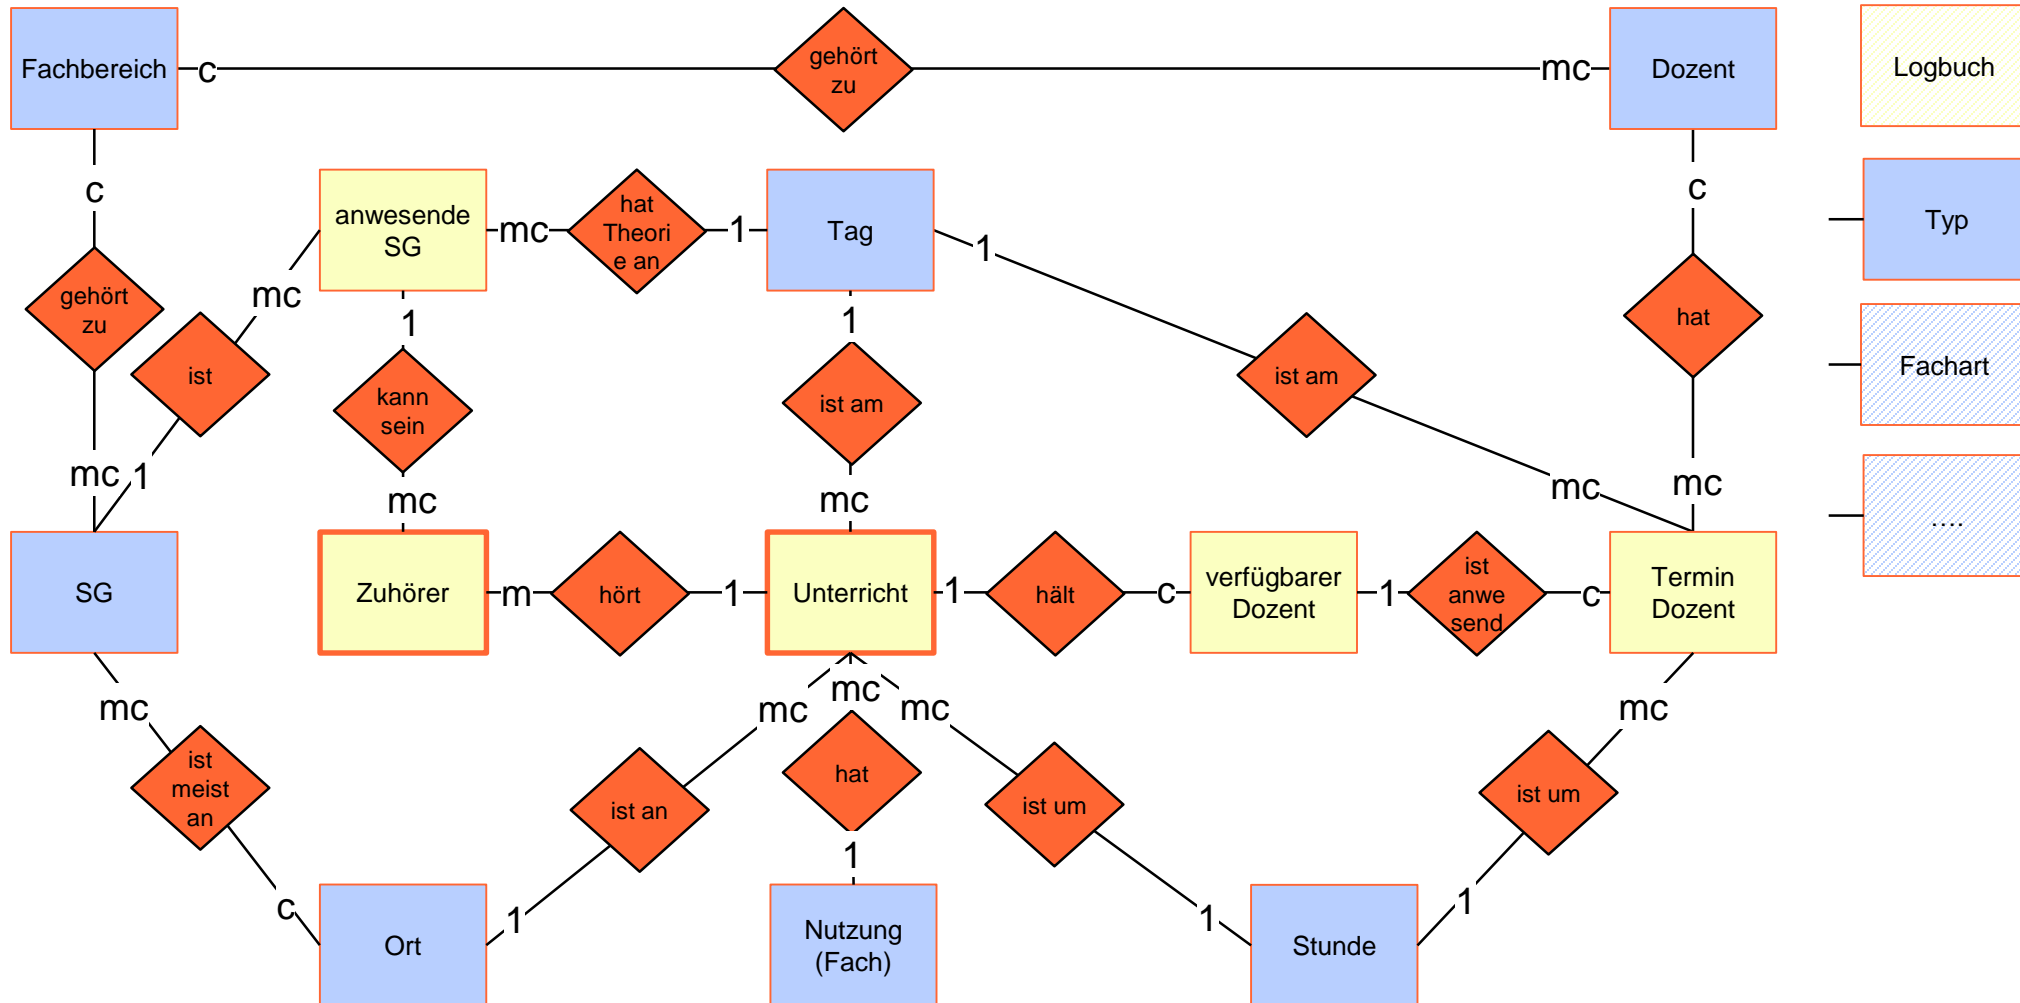 Fachbereich
c
gehört
zu
mc
Dozent
Logbuch
c
c
anwesende
SG
mc
hat
Theori
e an
1
Tag
1
Typ
gehört
zu
mc
1
1
hat
ist
kann
sein
ist am
ist am
Fachart
mc
1
mc
mc
mc
mc
SG
Zuhörer
m
hört
1
Unterricht
1
hält
c
verfügbarer
Dozent
1
ist
anwe
send
c
Termin
Dozent
....
mc
mc
mc
mc
mc
ist
meist
an
ist an
hat
ist um
ist um
c
1
1
1
1
Ort
Nutzung
(Fach)
Stunde